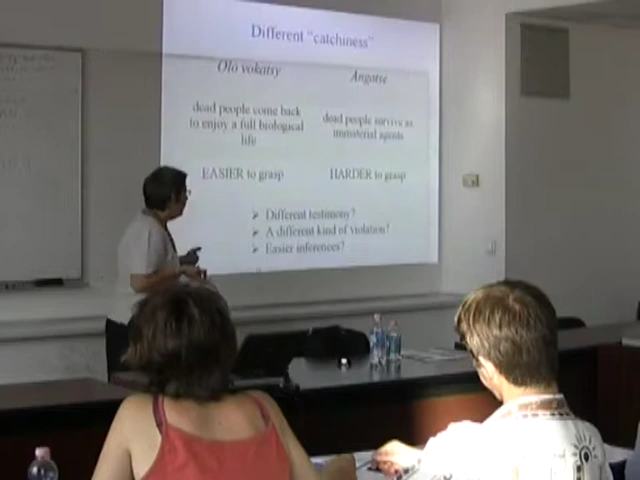 Different "catchiness"
Olo vokatsy
Angatse
dead people come back
to enjoy a full biological
life
dead people survive as
immaterial agents
EASIER to grasp
HARDER to grasp
➢ Different testimony?
➢ A different kind of violation?
➢ Easier inferences?